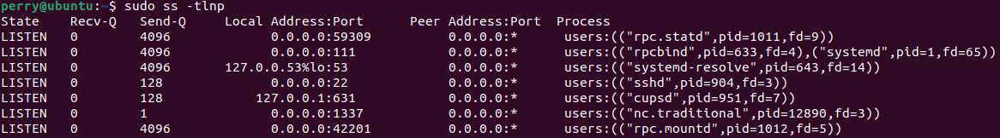 perry@ubuntu:~$ sudo ss -tlnp
State Recv-Q Send-Q Local Address:Port Peer Address:Port Process
LISTEN 0 4096 0.0.0.0:59309 0.0.0.0:* users:(("rpc.statd",pid=1011,fd=9))
LISTEN 0 4096 0.0.0.0:111 0.0.0.0:* users:(("rpcbind",pid=633,fd=4),("systemd",pid=1,fd=65))
LISTEN 0 4096 127.0.0.53%lo:53 0.0.0.0:* users:(("systemd-resolve",pid=643,fd=14))
LISTEN 0 128 0.0.0.0:22 0.0.0.0:* users:(("sshd",pid=904,fd=3))
LISTEN 0 128 127.0.0.1:631 0.0.0.0:* users:(("cupsd",pid=951,fd=7))
LISTEN 0 1 0.0.0.0:1337 0.0.0.0:* users:(("nc.traditional",pid=12890,fd=3))
LISTEN 0 4096 0.0.0.0:42201 0.0.0.0:* users:(("rpc.mountd",pid=1012,fd=5))